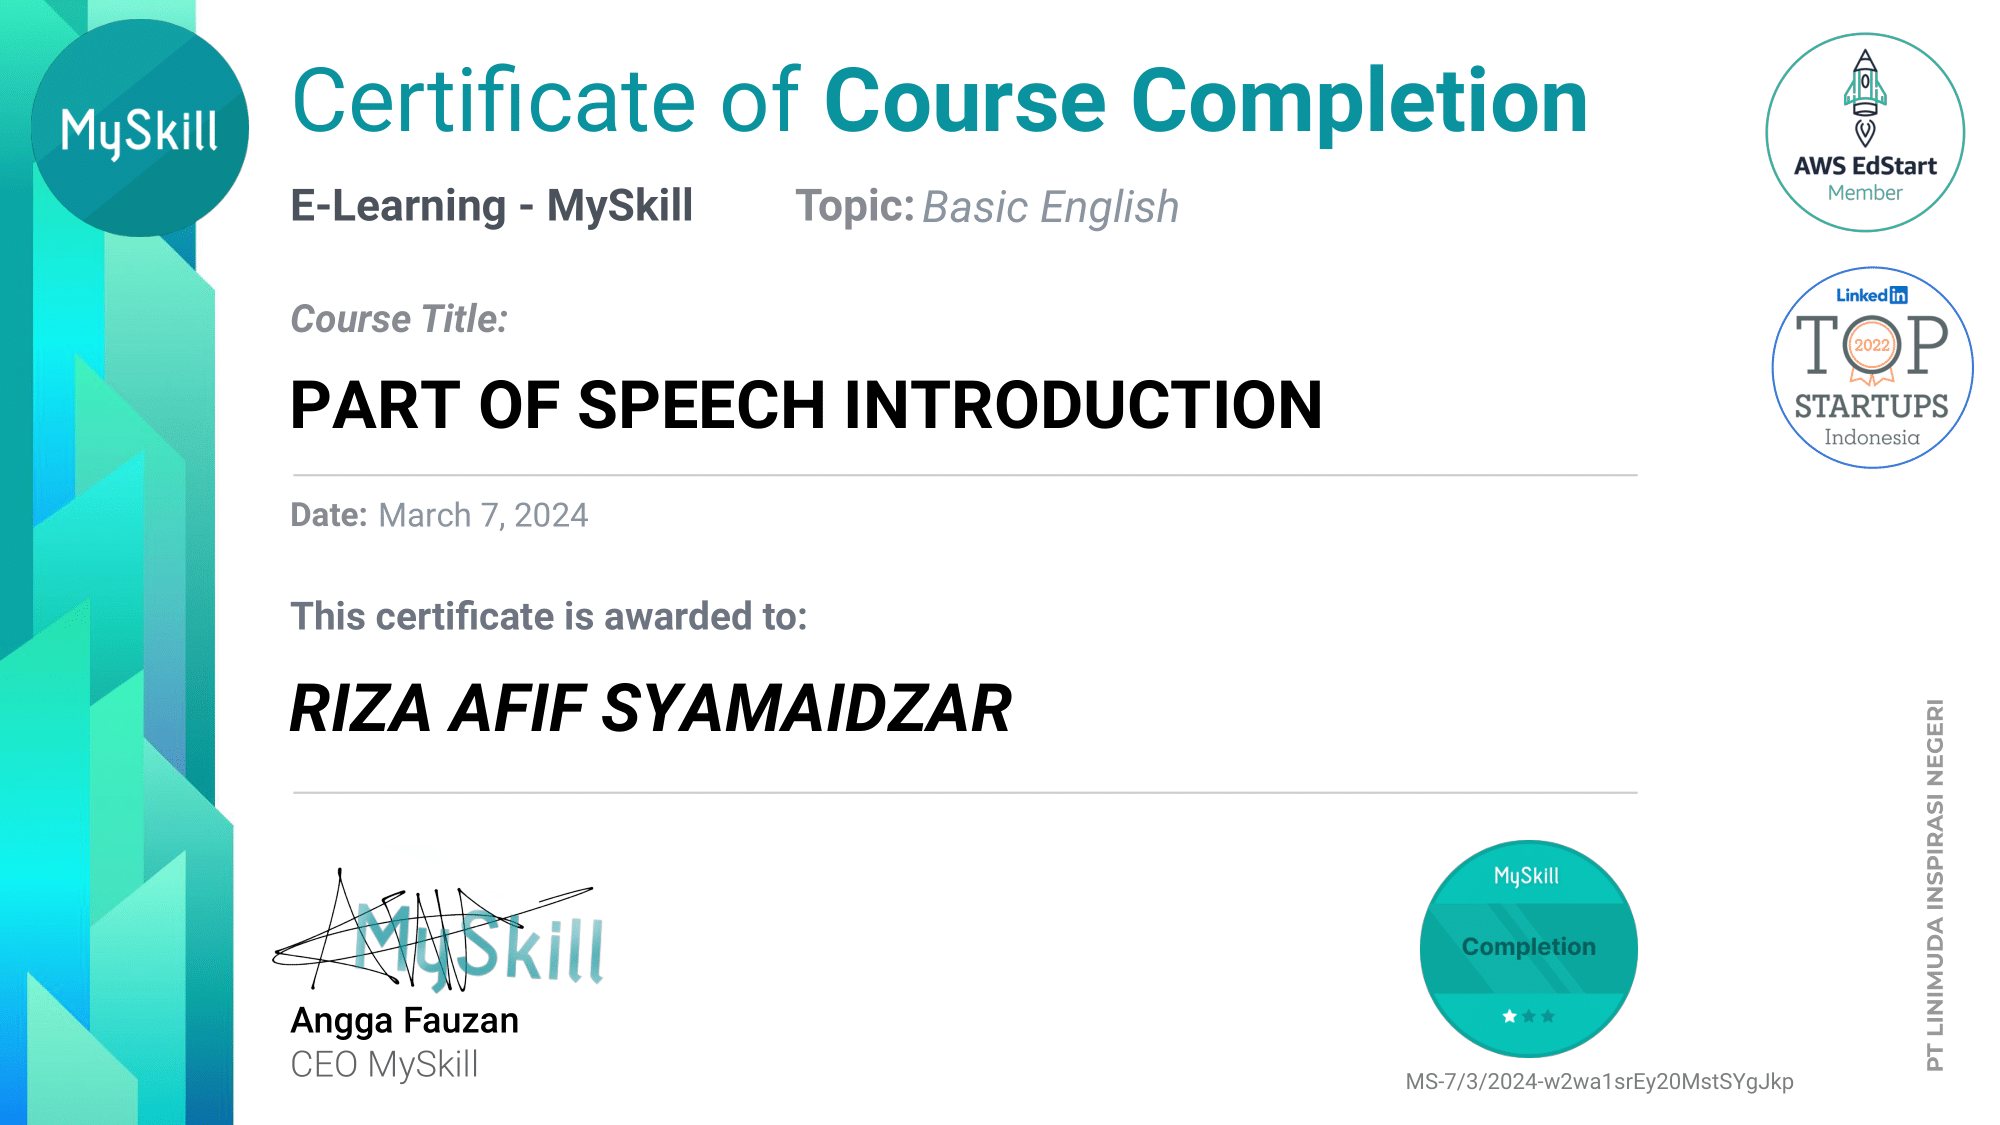 MySkill
Certificate of Course Completion
E-Learning - MySkill Topic: Basic English
Course Title:
PART OF SPEECH INTRODUCTION
Date: March 7, 2024
This certificate is awarded to:
RIZA AFIF SYAMAIDZAR
MySkill
Angga Fauzan
CEO MySkill
AWS EdStart
Member
LinkedIn
TOP
2022
STARTUPS
Indonesia
MySkill
Completion
MS-7/3/2024-w2wa1srEy20MstSYgJkp
PT LINIMUDA INSPIRASI NEGERI